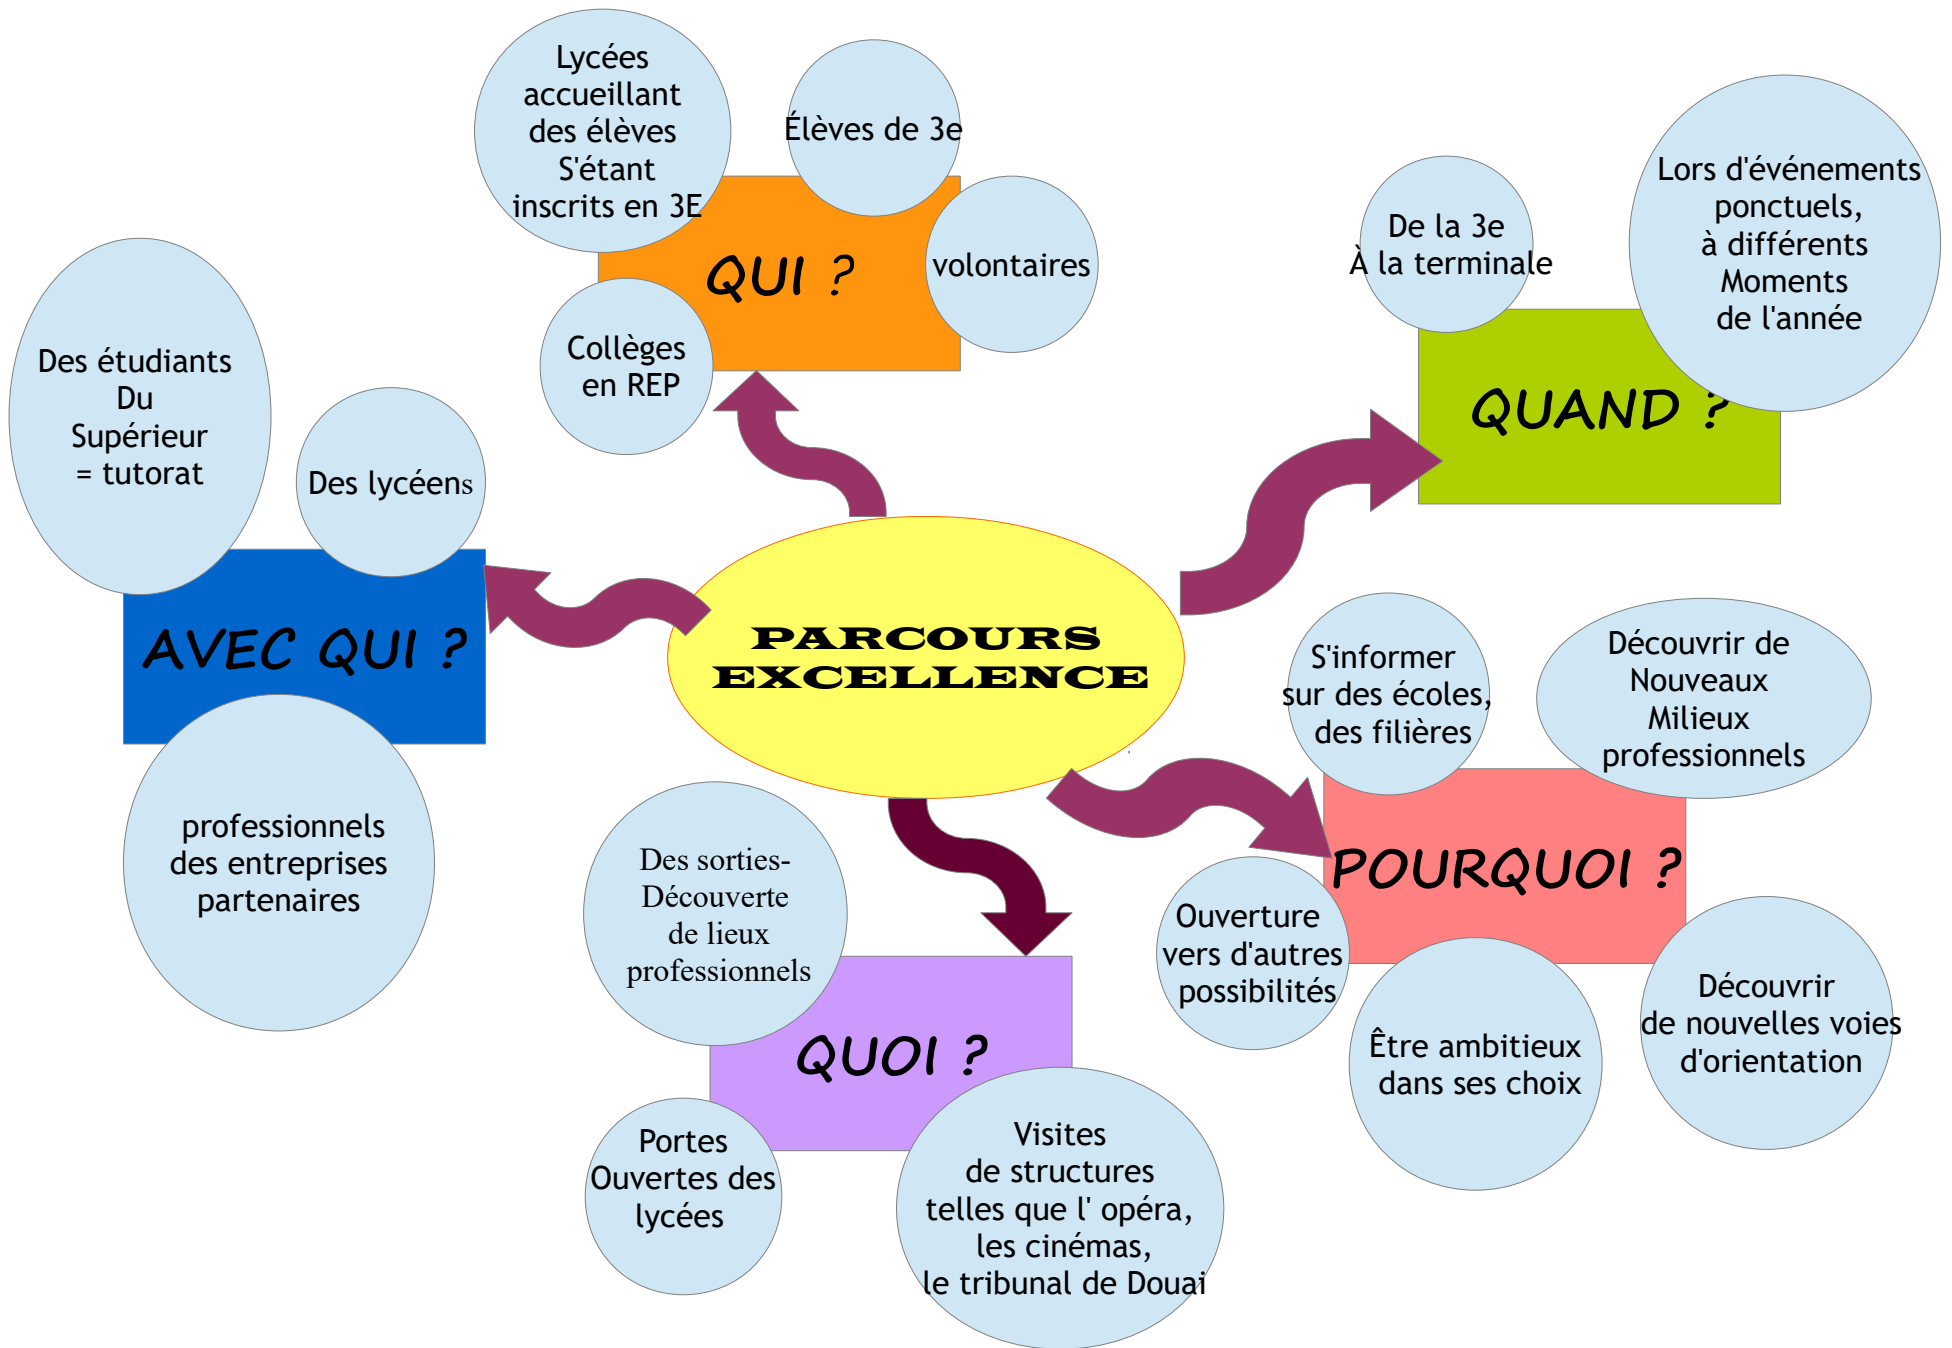 Lycées
accueillant
des élèves
S'étant
inscrits en 3E
Élèves de 3e
volontaires
Collèges
en REP
QUI ?
De la 3e
À la terminale
Lors d'événements
ponctuels,
à différents
Moments
de l'année
QUAND ?
Des étudiants
Du
Supérieur
= tutorat
Des lycéens
AVEC QUI ?
professionnels
des entreprises
partenaires
PARCOURS
EXCELLENCE
S'informer
sur des écoles,
des filières
Découvrir de
Nouveaux
Milieux
professionnels
POURQUOI ?
Ouverture
vers d'autres
possibilités
Être ambitieux
dans ses choix
Découvrir
de nouvelles voies
d'orientation
Des sorties-
Découverte
de lieux
professionnels
QUOI ?
Portes
Ouvertes des
lycées
Visites
de structures
telles que l' opéra,
les cinémas,
le tribunal de Douai